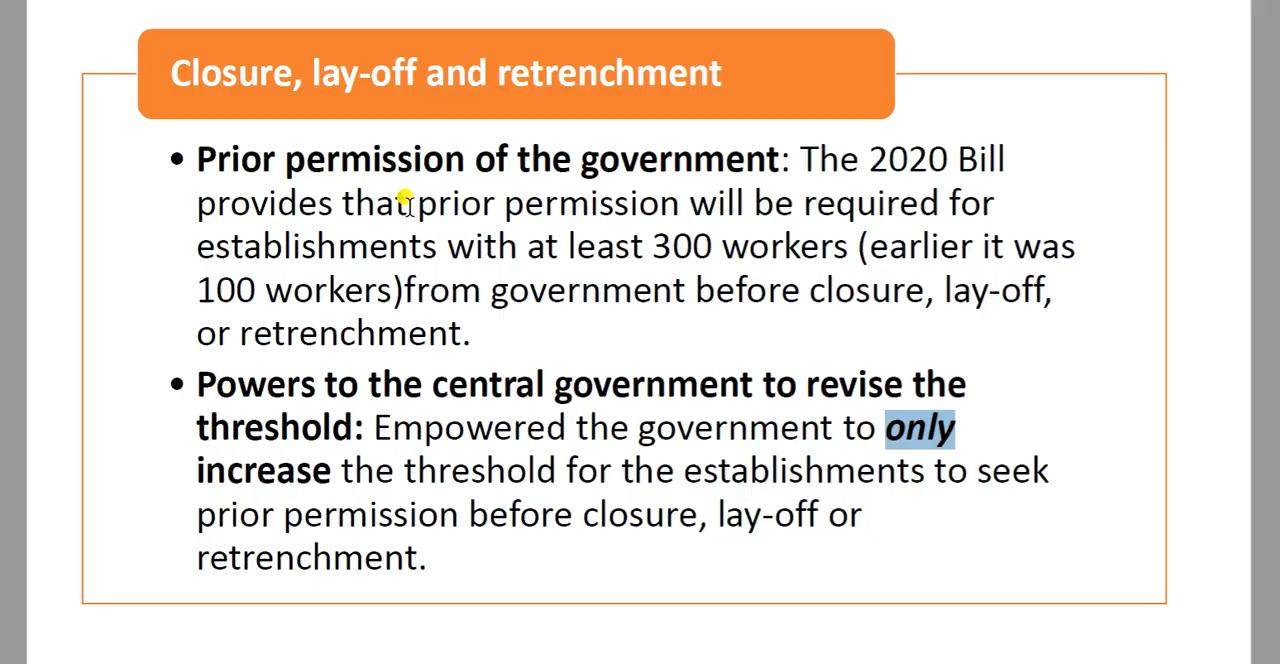 Closure, lay-off and retrenchment
• Prior permission of the government: The 2020 Bill
provides that prior permission will be required for
establishments with at least 300 workers (earlier it was
100 workers)from government before closure, lay-off,
or retrenchment.
• Powers to the central government to revise the
threshold: Empowered the government to only
increase the threshold for the establishments to seek
prior permission before closure, lay-off or
retrenchment.